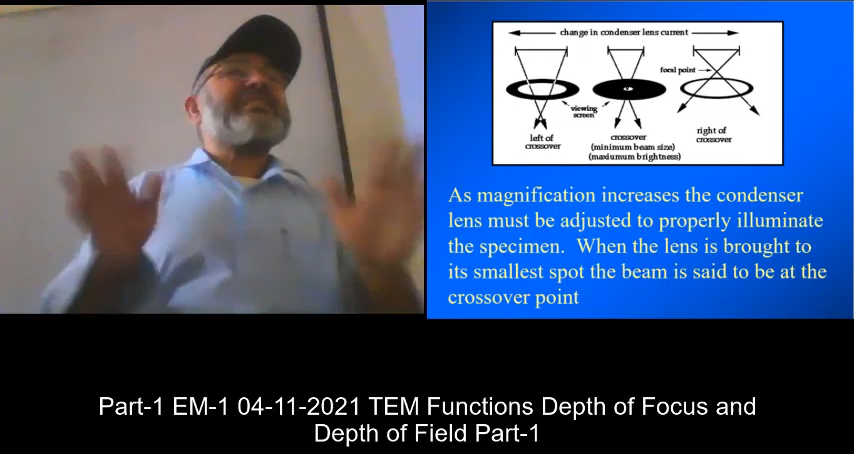 change in condenser lens current
focal point
viewing
screen
left of
crossover
crossover
(minimum beam size)
(maxiumum brightness)
right of
crossover
As magnification increases the condenser
lens must be adjusted to properly illuminate
the specimen. When the lens is brought to
its smallest spot the beam is said to be at the
crossover point
Part-1 EM-1 04-11-2021 TEM Functions Depth of Focus and
Depth of Field Part-1